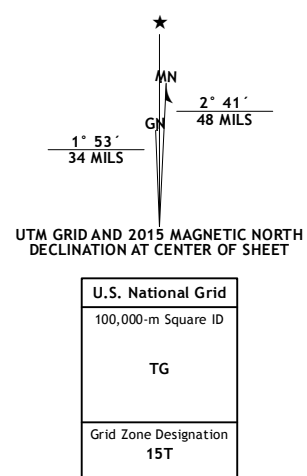 ★
MN
2° 41´
48 MILS
GN
1° 53´
34 MILS
UTM GRID AND 2015 MAGNETIC NORTH
DECLINATION AT CENTER OF SHEET
U.S. National Grid
100,000-m Square ID
TG
Grid Zone Designation
15T